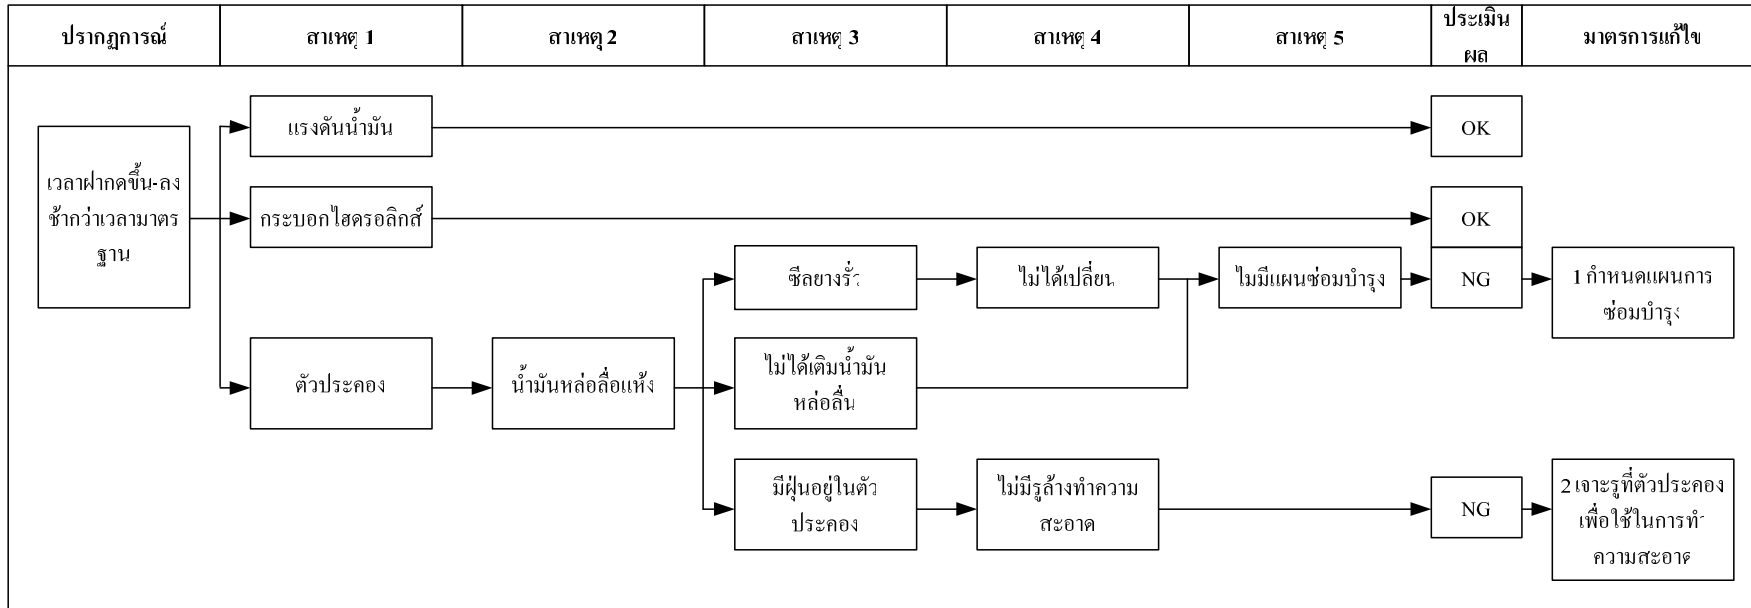 ปรากฏการณ์
สาเหตุ 1
สาเหตุ 2
สาเหตุ 3
สาเหตุ 4
สาเหตุ 5
ประเมิน
ผล
มาตรการแก้ไข
แรงดันน้ำมัน
OK
เวลาฝากดขึ้น-ลง
ช้ากว่าเวลามาตร
ฐาน
กระบอกไฮดรอลิกส์
OK
ซีลยางรั่ว
ไม่ได้เปลี่ยน
ไมมีแผนซ่อมบำรุง
NG
1 กำหนดแผนการ
ซ่อมบำรุง
ตัวประคอง
น้ำมันหล่อลื่อแห้ง
ไม่ได้เติมน้ำมัน
หล่อลื่น
มีฝุ่นอยู่ในตัว
ประคอง
ไม่มีรูล้างทำความ
สะอาด
NG
2 เจาะรูที่ตัวประคอง
เพื่อใช้ในการทำ
ความสะอาด